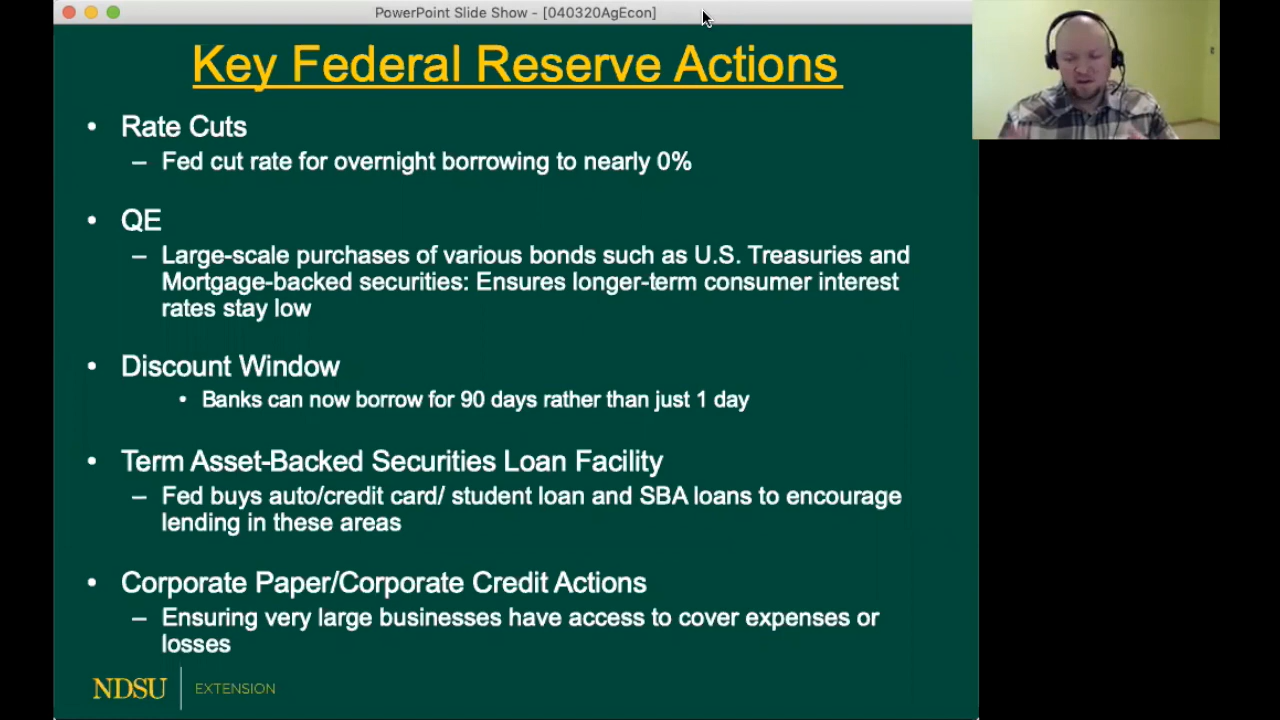 PowerPoint Slide Show - [040320AgEcon]
Key Federal Reserve Actions
• Rate Cuts
– Fed cut rate for overnight borrowing to nearly 0%
• QE
– Large-scale purchases of various bonds such as U.S. Treasuries and
Mortgage-backed securities: Ensures longer-term consumer interest
rates stay low
• Discount Window
• Banks can now borrow for 90 days rather than just 1 day
• Term Asset-Backed Securities Loan Facility
– Fed buys auto/credit card/ student loan and SBA loans to encourage
lending in these areas
• Corporate Paper/Corporate Credit Actions
– Ensuring very large businesses have access to cover expenses or
losses
NDSU EXTENSION